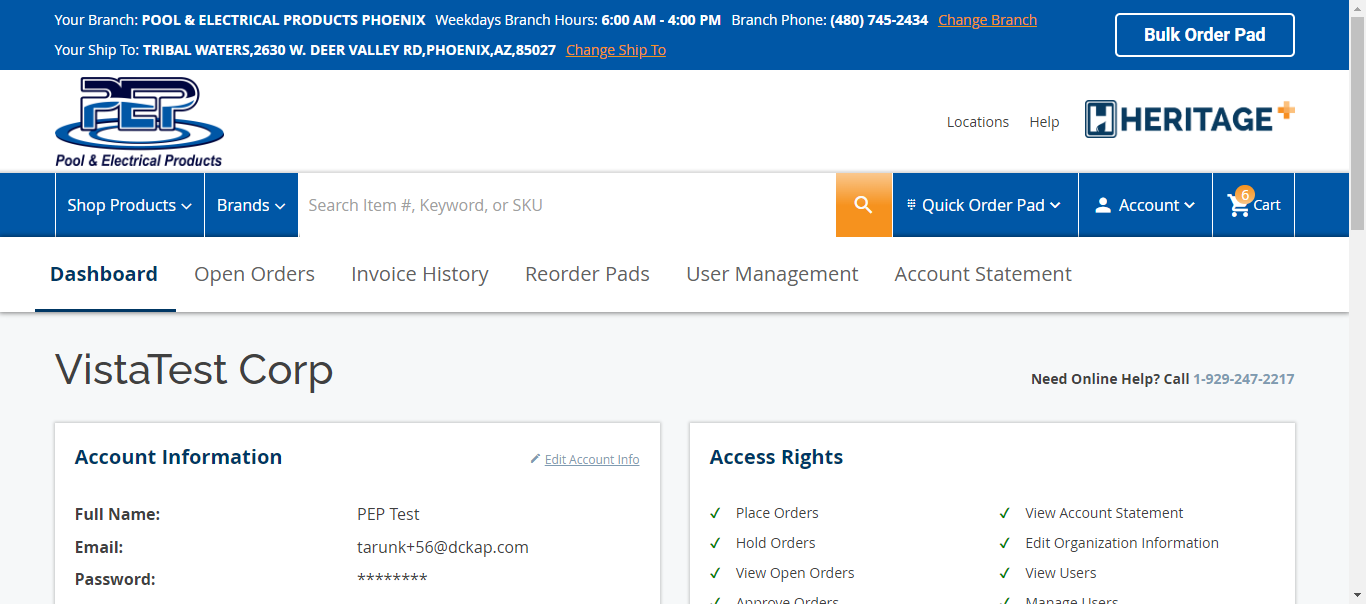 Your Branch: POOL & ELECTRICAL PRODUCTS PHOENIX Weekdays Branch Hours: 6:00 AM - 4:00 PM Branch Phone: (480) 745-2434 Change Branch
Your Ship To: TRIBAL WATERS,2630 W. DEER VALLEY RD,PHOENIX,AZ,85027 Change Ship To
Bulk Order Pad
PEP
Pool & Electrical Products
Locations Help
HERITAGE+
Shop Products Brands Search Item #, Keyword, or SKU Quick Order Pad Account 6 Cart
Dashboard Open Orders Invoice History Reorder Pads User Management Account Statement
VistaTest Corp
Need Online Help? Call 1-929-247-2217
Account Information Edit Account Info
Full Name: PEP Test
Email: tarunk+56@dckap.com
Password: ********
Access Rights
Place Orders View Account Statement
Hold Orders Edit Organization Information
View Open Orders View Users
Approve Orders Manage Users